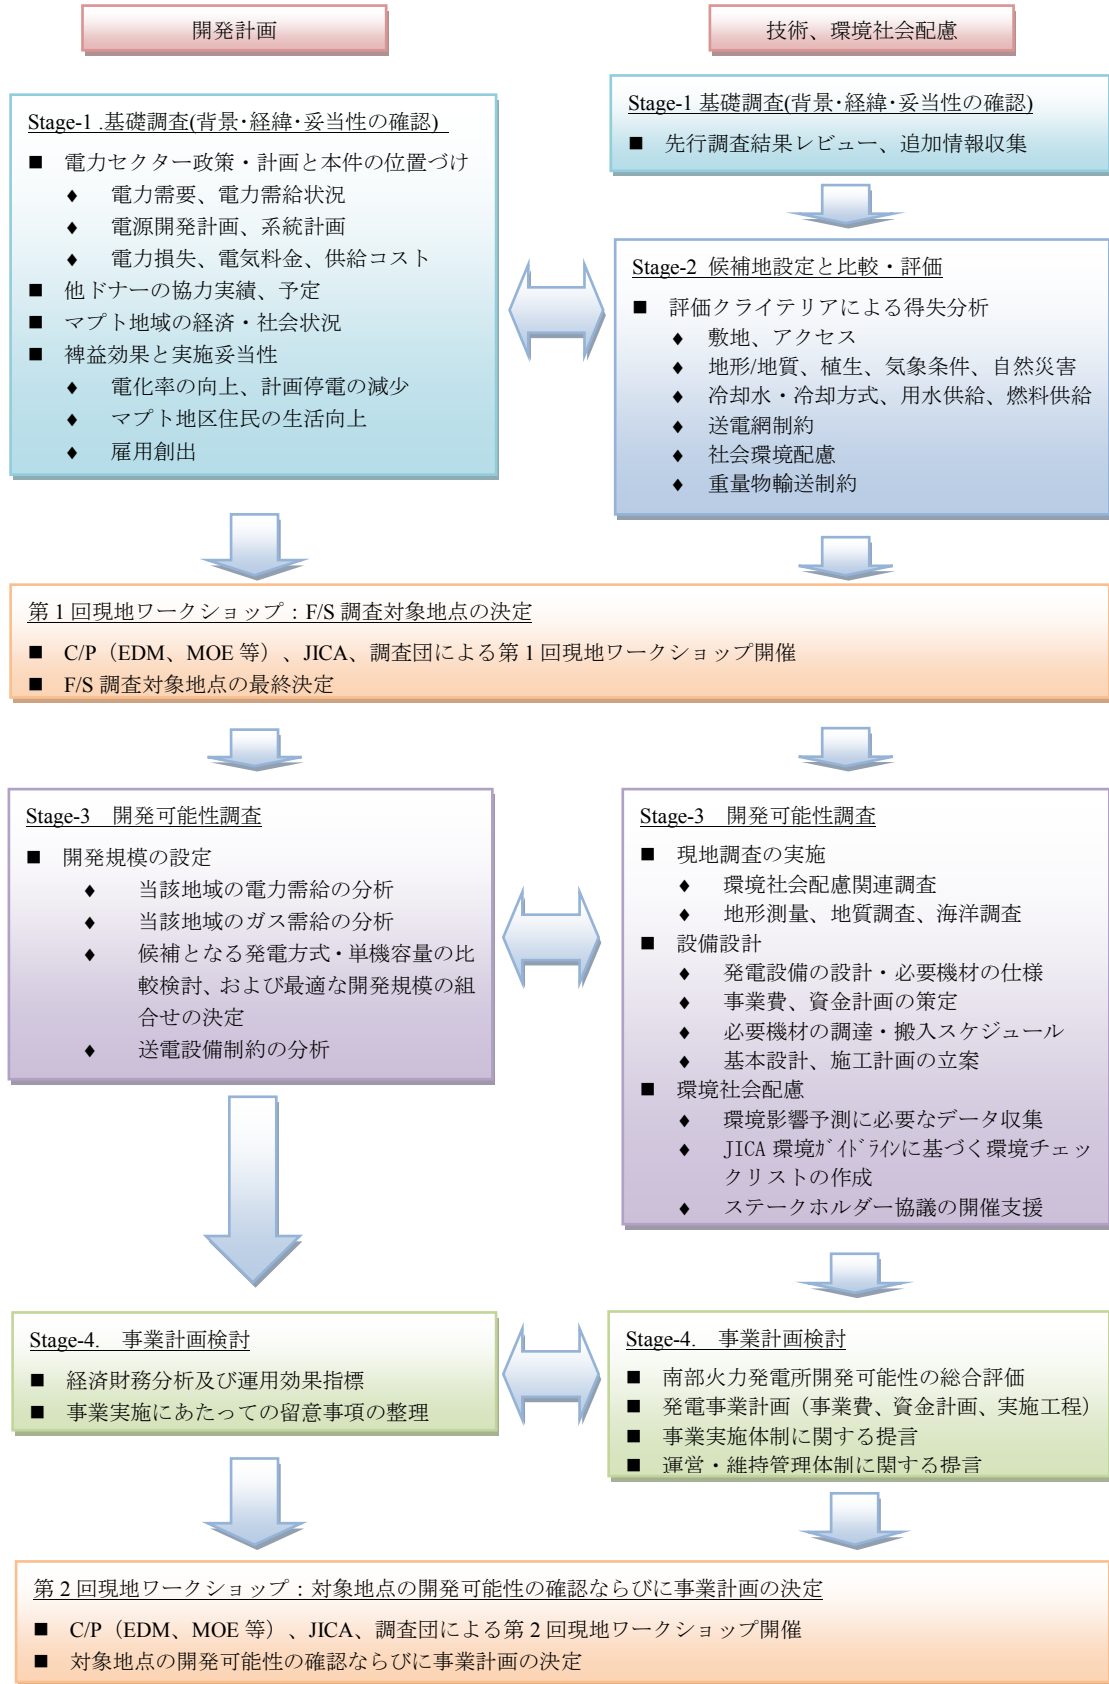 開発計画
技術、環境社会配慮
Stage-1 .基礎調査(背景･経緯･妥当性の確認)
■ 電力セクター政策・計画と本件の位置づけ
♦ 電力需要、電力需給状況
♦ 電源開発計画、系統計画
♦ 電力損失、電気料金、供給コスト
■ 他ドナーの協力実績、予定
■ マプト地域の経済・社会状況
■ 裨益効果と実施妥当性
♦ 電化率の向上、計画停電の減少
♦ マプト地区住民の生活向上
♦ 雇用創出
Stage-1 基礎調査(背景･経緯･妥当性の確認)
■ 先行調査結果レビュー、追加情報収集
Stage-2 候補地設定と比較・評価
■ 評価クライテリアによる得失分析
♦ 敷地、アクセス
♦ 地形/地質、植生、気象条件、自然災害
♦ 冷却水・冷却方式、用水供給、燃料供給
♦ 送電網制約
♦ 社会環境配慮
♦ 重量物輸送制約
第 1 回現地ワークショップ：F/S 調査対象地点の決定
■ C/P（EDM、MOE 等）、JICA、調査団による第 1 回現地ワークショップ開催
■ F/S 調査対象地点の最終決定
Stage-3 開発可能性調査
■ 開発規模の設定
♦ 当該地域の電力需給の分析
♦ 当該地域のガス需給の分析
♦ 候補となる発電方式・単機容量の比
較検討、および最適な開発規模の組
合せの決定
♦ 送電設備制約の分析
Stage-3 開発可能性調査
■ 現地調査の実施
♦ 環境社会配慮関連調査
♦ 地形測量、地質調査、海洋調査
■ 設備設計
♦ 発電設備の設計・必要機材の仕様
♦ 事業費、資金計画の策定
♦ 必要機材の調達・搬入スケジュール
♦ 基本設計、施工計画の立案
■ 環境社会配慮
♦ 環境影響予測に必要なデータ収集
♦ JICA 環境ｶﾞｲﾄﾞﾗｲﾝに基づく環境チェッ
クリストの作成
♦ ステークホルダー協議の開催支援
Stage-4. 事業計画検討
■ 経済財務分析及び運用効果指標
■ 事業実施にあたっての留意事項の整理
Stage-4. 事業計画検討
■ 南部火力発電所開発可能性の総合評価
■ 発電事業計画（事業費、資金計画、実施工程）
■ 事業実施体制に関する提言
■ 運営・維持管理体制に関する提言
第 2 回現地ワークショップ：対象地点の開発可能性の確認ならびに事業計画の決定
■ C/P（EDM、MOE 等）、JICA、調査団による第 2 回現地ワークショップ開催
■ 対象地点の開発可能性の確認ならびに事業計画の決定